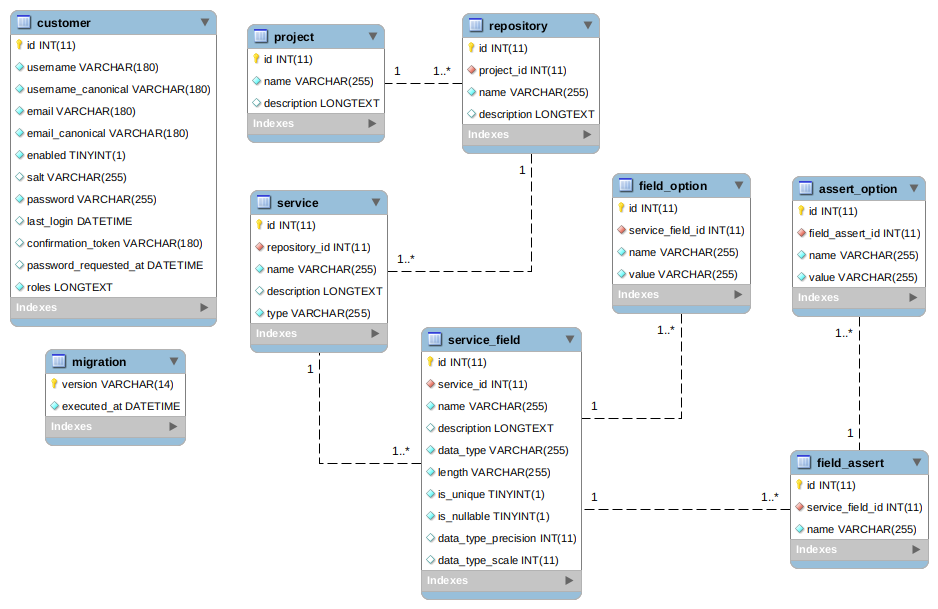 customer
id INT(11)
username VARCHAR(180)
username_canonical VARCHAR(180)
email VARCHAR(180)
email_canonical VARCHAR(180)
enabled TINYINT(1)
salt VARCHAR(255)
password VARCHAR(255)
last_login DATETIME
confirmation_token VARCHAR(180)
password_requested_at DATETIME
roles LONGTEXT
Indexes
migration
version VARCHAR(14)
executed_at DATETIME
Indexes
project
id INT(11)
name VARCHAR(255)
description LONGTEXT
Indexes
1
1..*
repository
id INT(11)
project_id INT(11)
name VARCHAR(255)
description LONGTEXT
Indexes
1
1..*
service
id INT(11)
repository_id INT(11)
name VARCHAR(255)
description LONGTEXT
type VARCHAR(255)
Indexes
1
1..*
service_field
id INT(11)
service_id INT(11)
name VARCHAR(255)
description LONGTEXT
data_type VARCHAR(255)
length VARCHAR(255)
is_unique TINYINT(1)
is_nullable TINYINT(1)
data_type_precision INT(11)
data_type_scale INT(11)
Indexes
field_option
id INT(11)
service_field_id INT(11)
name VARCHAR(255)
value VARCHAR(255)
Indexes
1..*
1
assert_option
id INT(11)
field_assert_id INT(11)
name VARCHAR(255)
value VARCHAR(255)
Indexes
1..*
1
field_assert
id INT(11)
service_field_id INT(11)
name VARCHAR(255)
Indexes
1
1..*